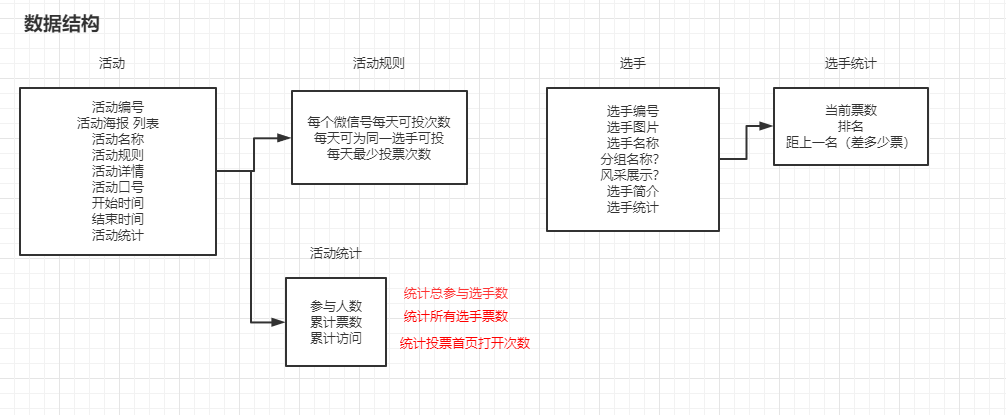 数据结构
活动
活动编号
活动海报 列表
活动名称
活动规则
活动详情
活动口号
开始时间
结束时间
活动统计
活动规则
每个微信号每天可投次数
每天可为同一选手可投
每天最少投票次数
活动统计
参与人数
累计票数
累计访问
统计总参与选手数
统计所有选手票数
统计投票首页打开次数
选手
选手编号
选手图片
选手名称
分组名称?
风采展示?
选手简介
选手统计
选手统计
当前票数
排名
距上一名（差多少票）